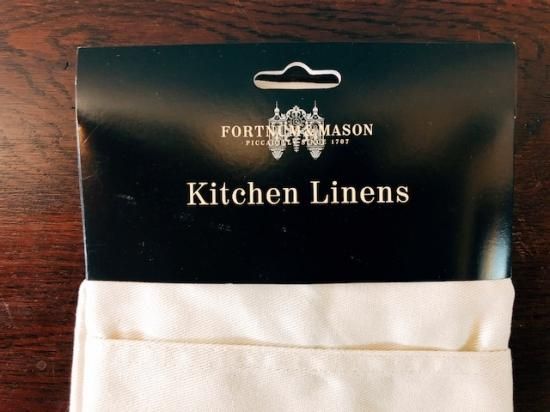 FORTNUM & MASON
PICCADILLY SINCE 1707
Kitchen Linens